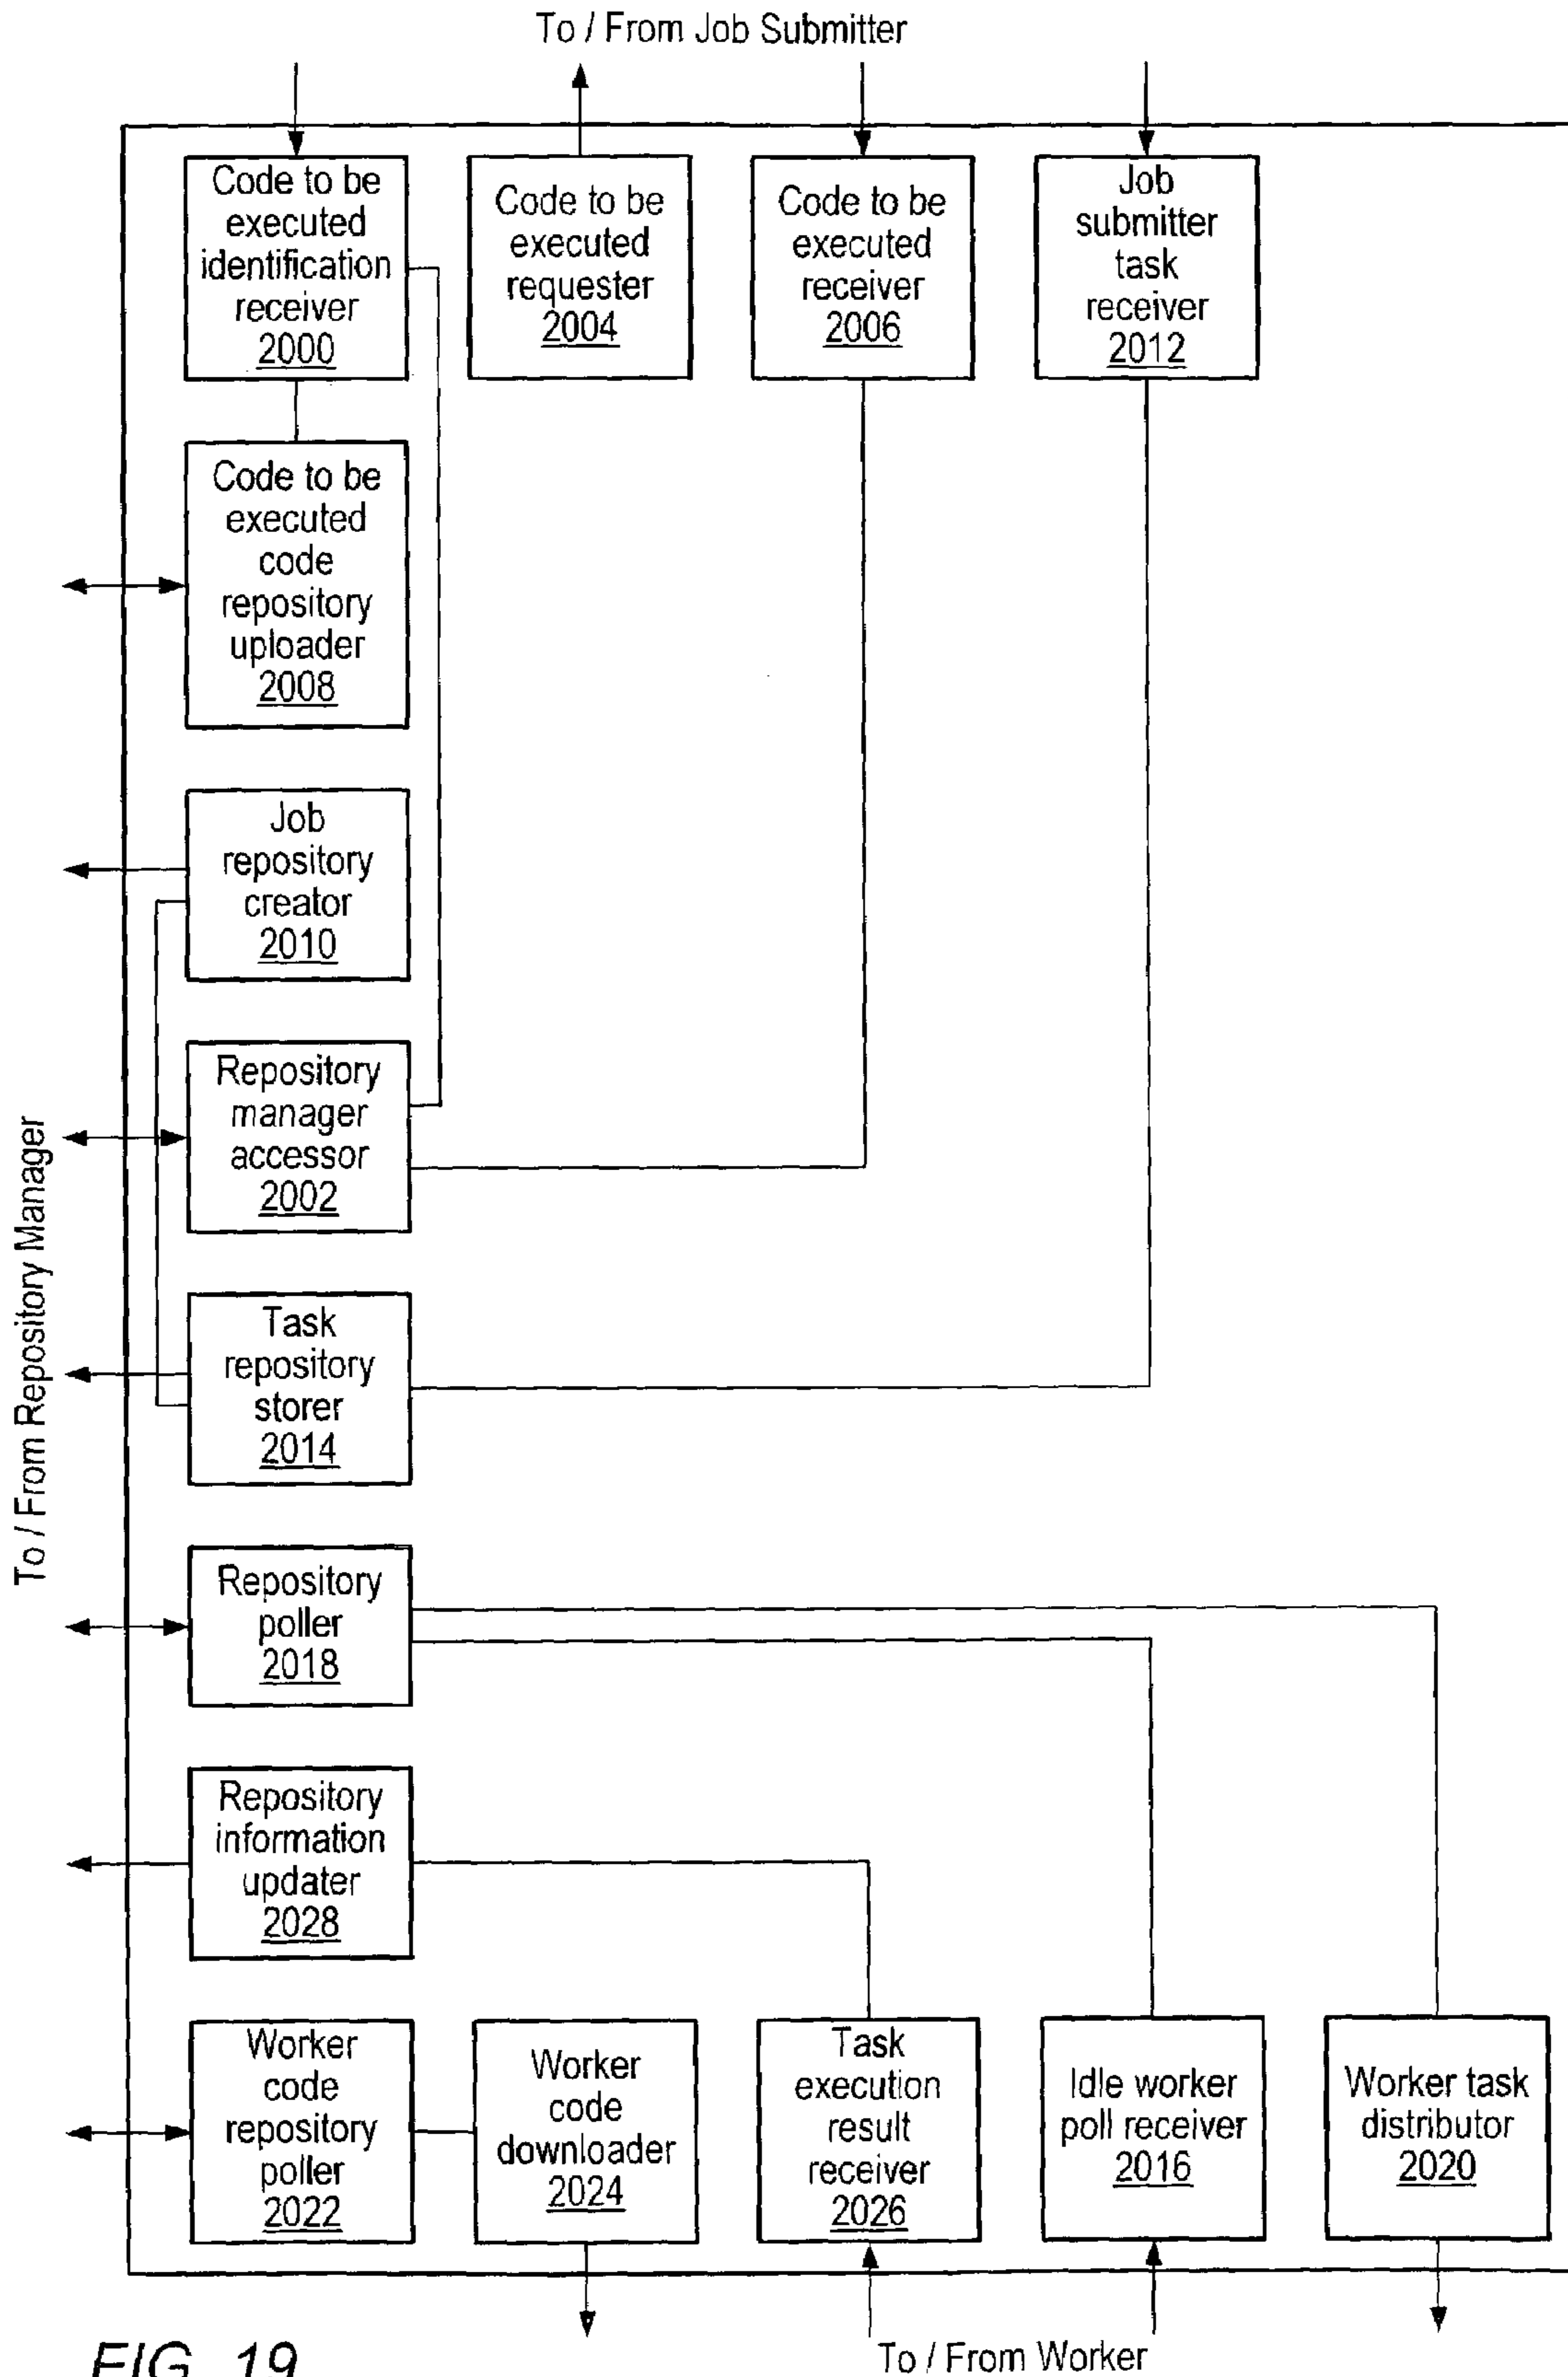 To / From Job Submitter
Code to be
executed
identification
receiver
2000
Code to be
executed
requester
2004
Code to be
executed
receiver
2006
Job
submitter
task
receiver
2012
Code to be
executed
code
repository
uploader
2008
Job
repository
creator
2010
Repository
manager
accessor
2002
To / From Repository Manager
Task
repository
storer
2014
Repository
poller
2018
Repository
information
updater
2028
Worker
code
repository
poller
2022
Worker
code
downloader
2024
Task
execution
result
receiver
2026
Idle worker
poll receiver
2016
Worker task
distributor
2020
To / From Worker
FIG. 19